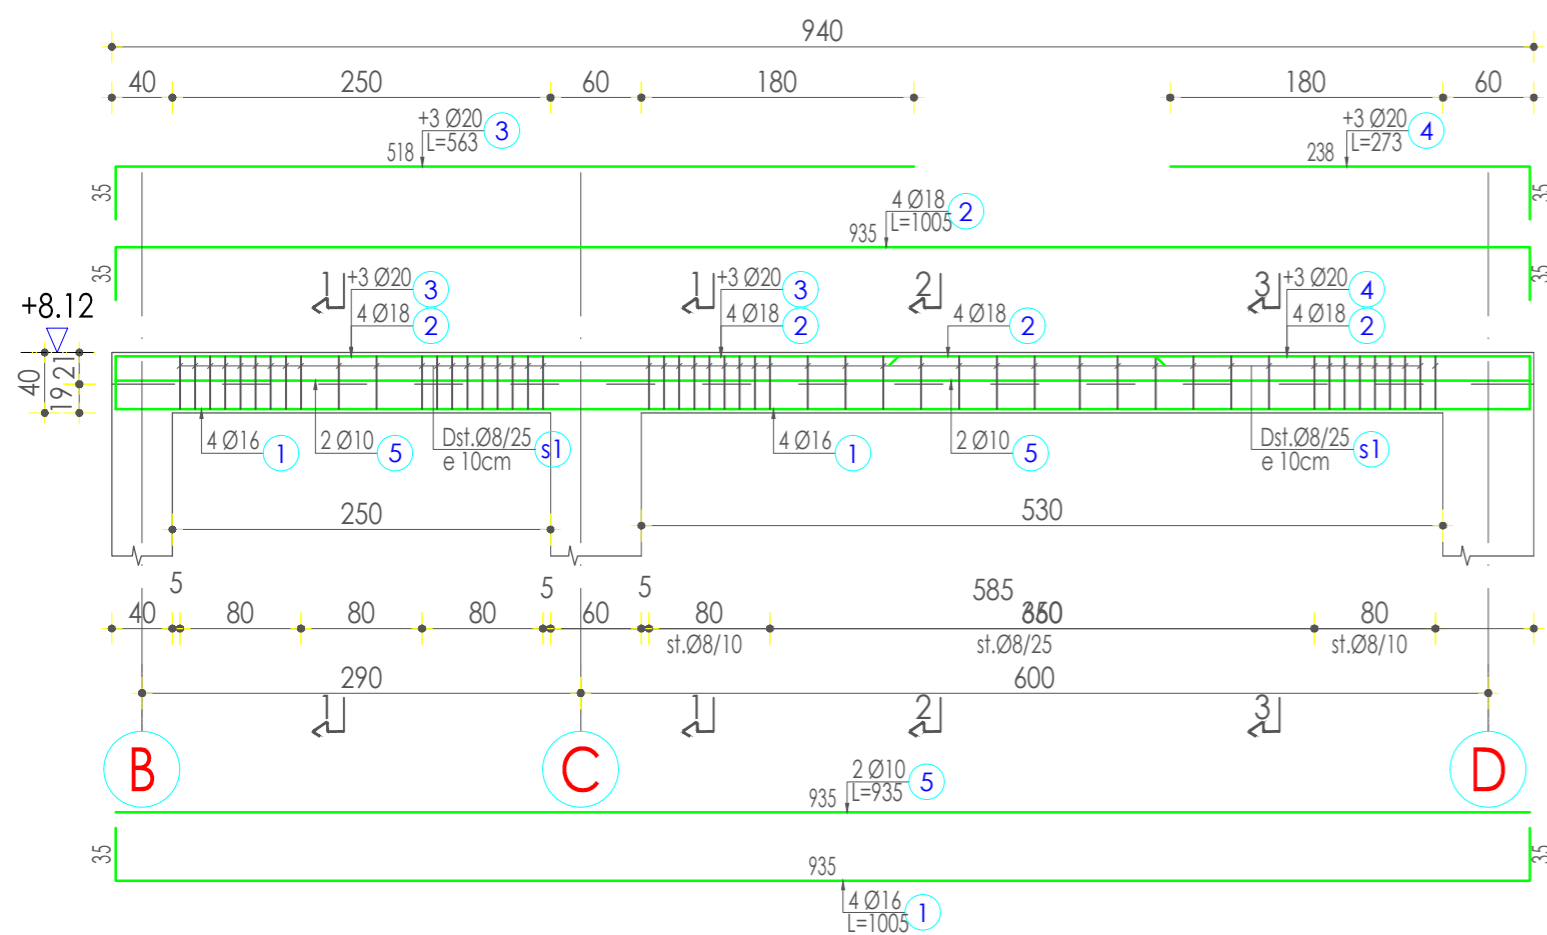 940
40 250 60 180 180 60
+3 Ø20 3
L=563
518
+3 Ø20 4
L=273
238
35 35
4 Ø18 2
L=1005
935
35 35
1 +3 Ø20 3 1 +3 Ø20 3 2 3 +3 Ø20 4
4 Ø18 2 4 Ø18 2 4 Ø18 2 4 Ø18 2
+8.12
40 19 21
4 Ø16 1 2 Ø10 5 Dst.Ø8/25 s1 4 Ø16 1 2 Ø10 5 Dst.Ø8/25 s1
e 10cm e 10cm
250 530
5 5 5 585
40 80 80 80 60 80 80
st.Ø8/10 st.Ø8/25 st.Ø8/10
290 600
1 1 2 3
B C D
2 Ø10 5
L=935
935
35 935 35
4 Ø16 1
L=1005